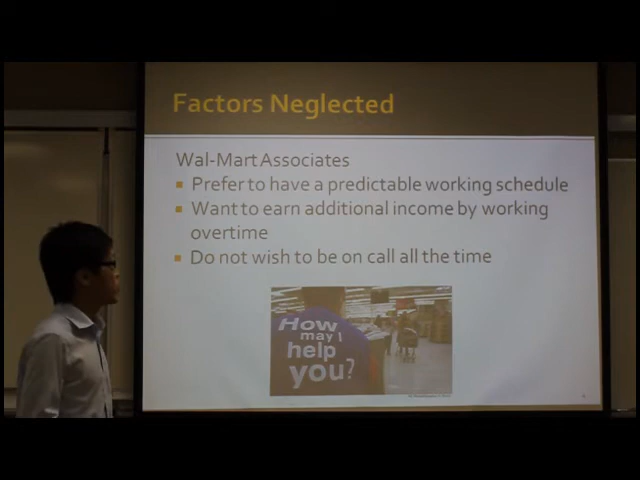 Factors Neglected
Wal-Mart Associates
▪ Prefer to have a predictable working schedule
▪ Want to earn additional income by working
overtime
▪ Do not wish to be on call all the time
How
may I
help
you?